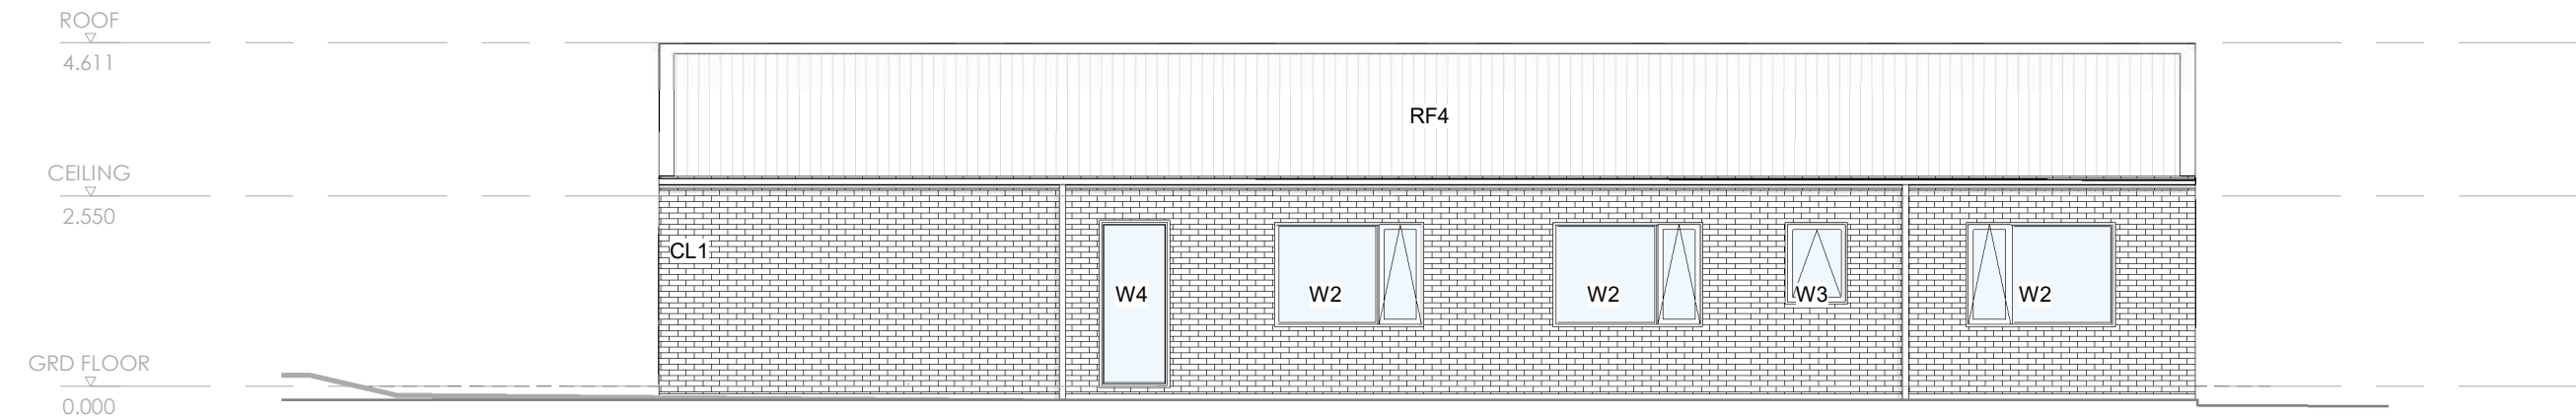 ROOF
4.611
RF4
CEILING
2.550
CL1
W4 W2 W2 W3 W2
GRD FLOOR
0.000